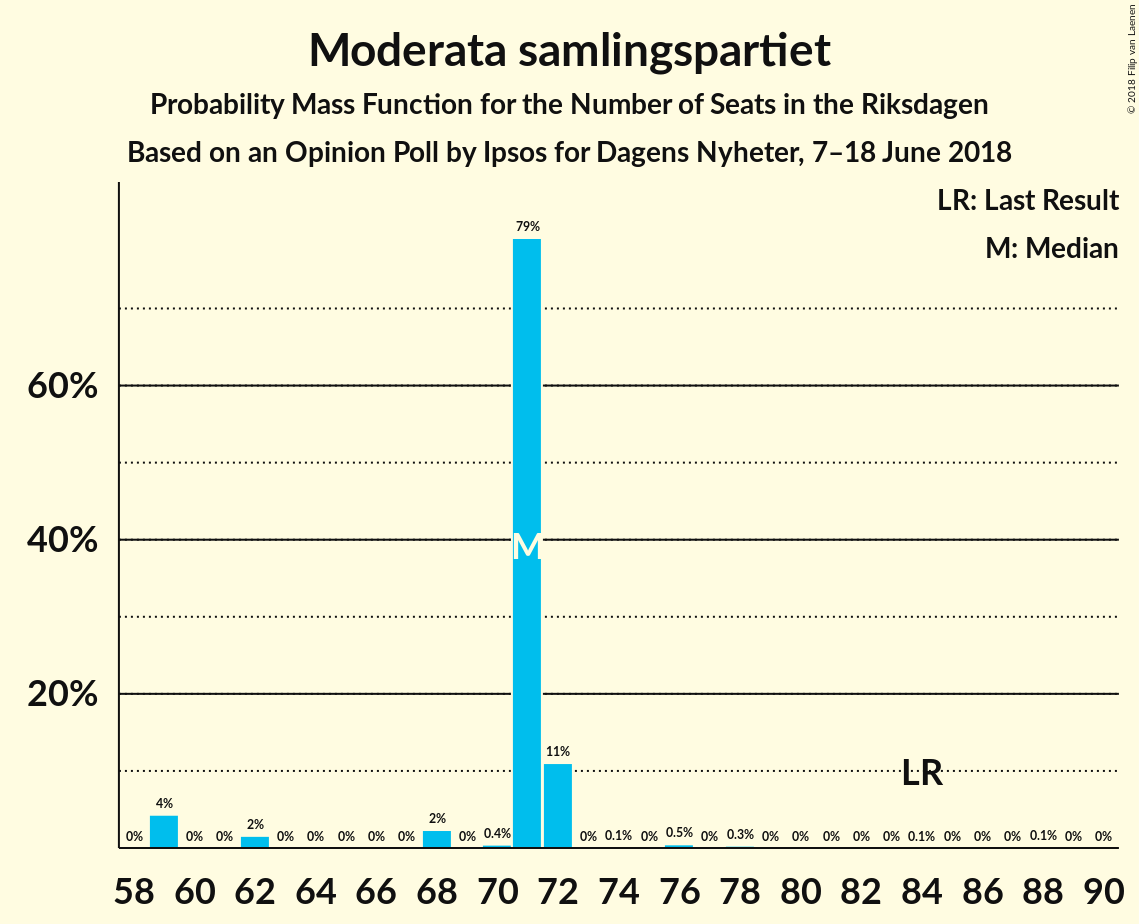 Moderata samlingspartiet
Probability Mass Function for the Number of Seats in the Riksdagen
Based on an Opinion Poll by Ipsos for Dagens Nyheter, 7–18 June 2018
© 2018 Filip van Laenen
LR: Last Result
M: Median
79%
60%
40%
M
20%
11%
LR
0% 4% 0% 0% 2% 0% 0% 0% 0% 0% 2% 0% 0.4% 0% 0.1% 0% 0.5% 0% 0.3% 0% 0% 0% 0% 0% 0.1% 0% 0% 0% 0.1% 0% 0%
58 60 62 64 66 68 70 72 74 76 78 80 82 84 86 88 90